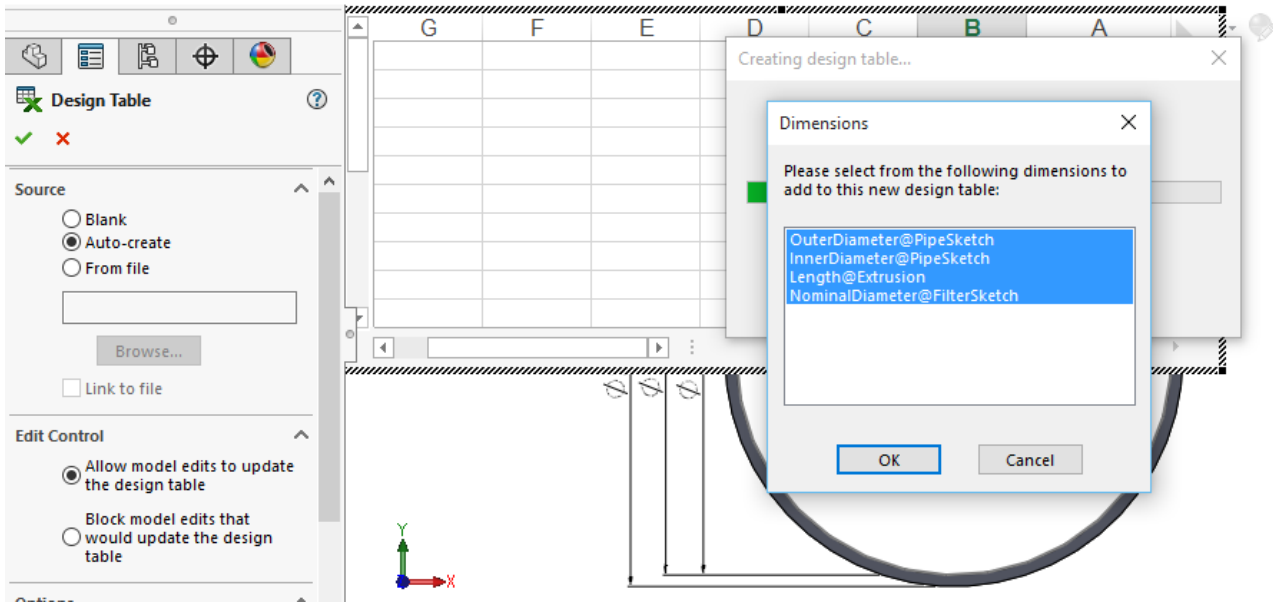 G F E D C B A
Creating design table...
Design Table
Dimensions
Please select from the following dimensions to
add to this new design table:
Source
Blank
Auto-create
From file
OuterDiameter@PipeSketch
InnerDiameter@PipeSketch
Length@Extrusion
NominalDiameter@FilterSketch
Browse...
Link to file
Edit Control
Allow model edits to update
the design table
Block model edits that
would update the design
table
OK Cancel
Y
X
Options